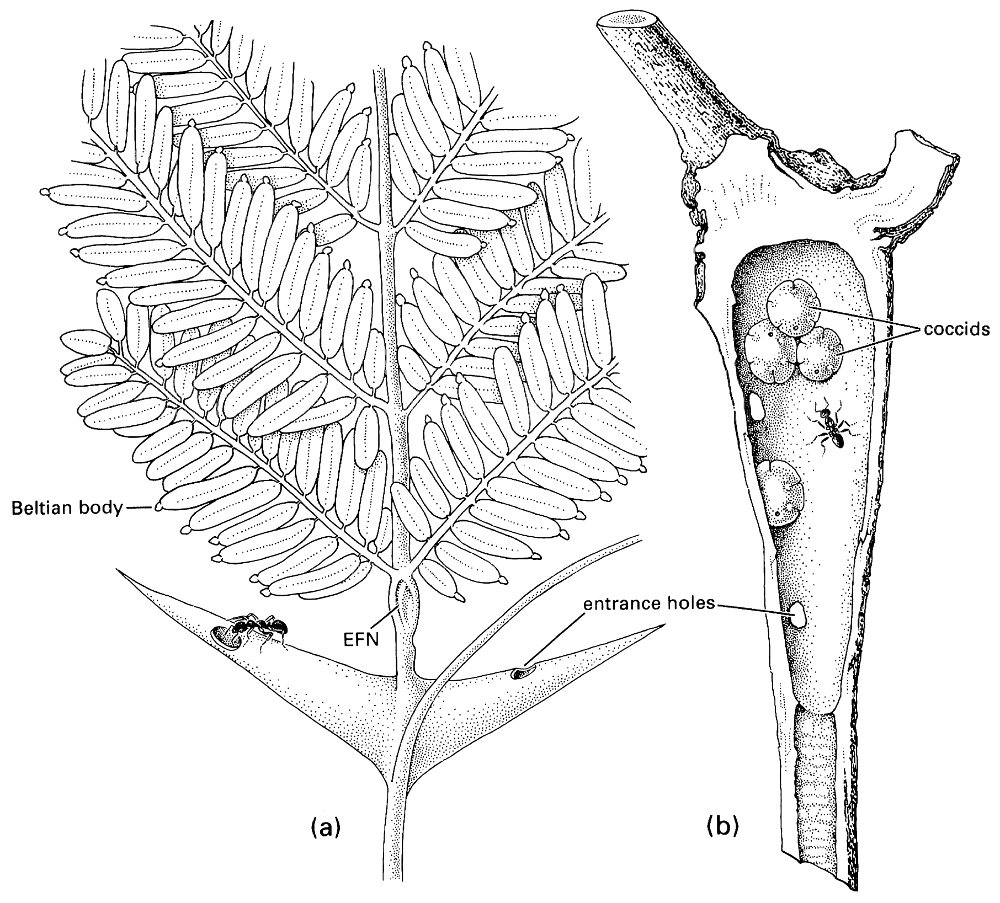 coccids
Beltian body
entrance holes
EFN
(a)
(b)